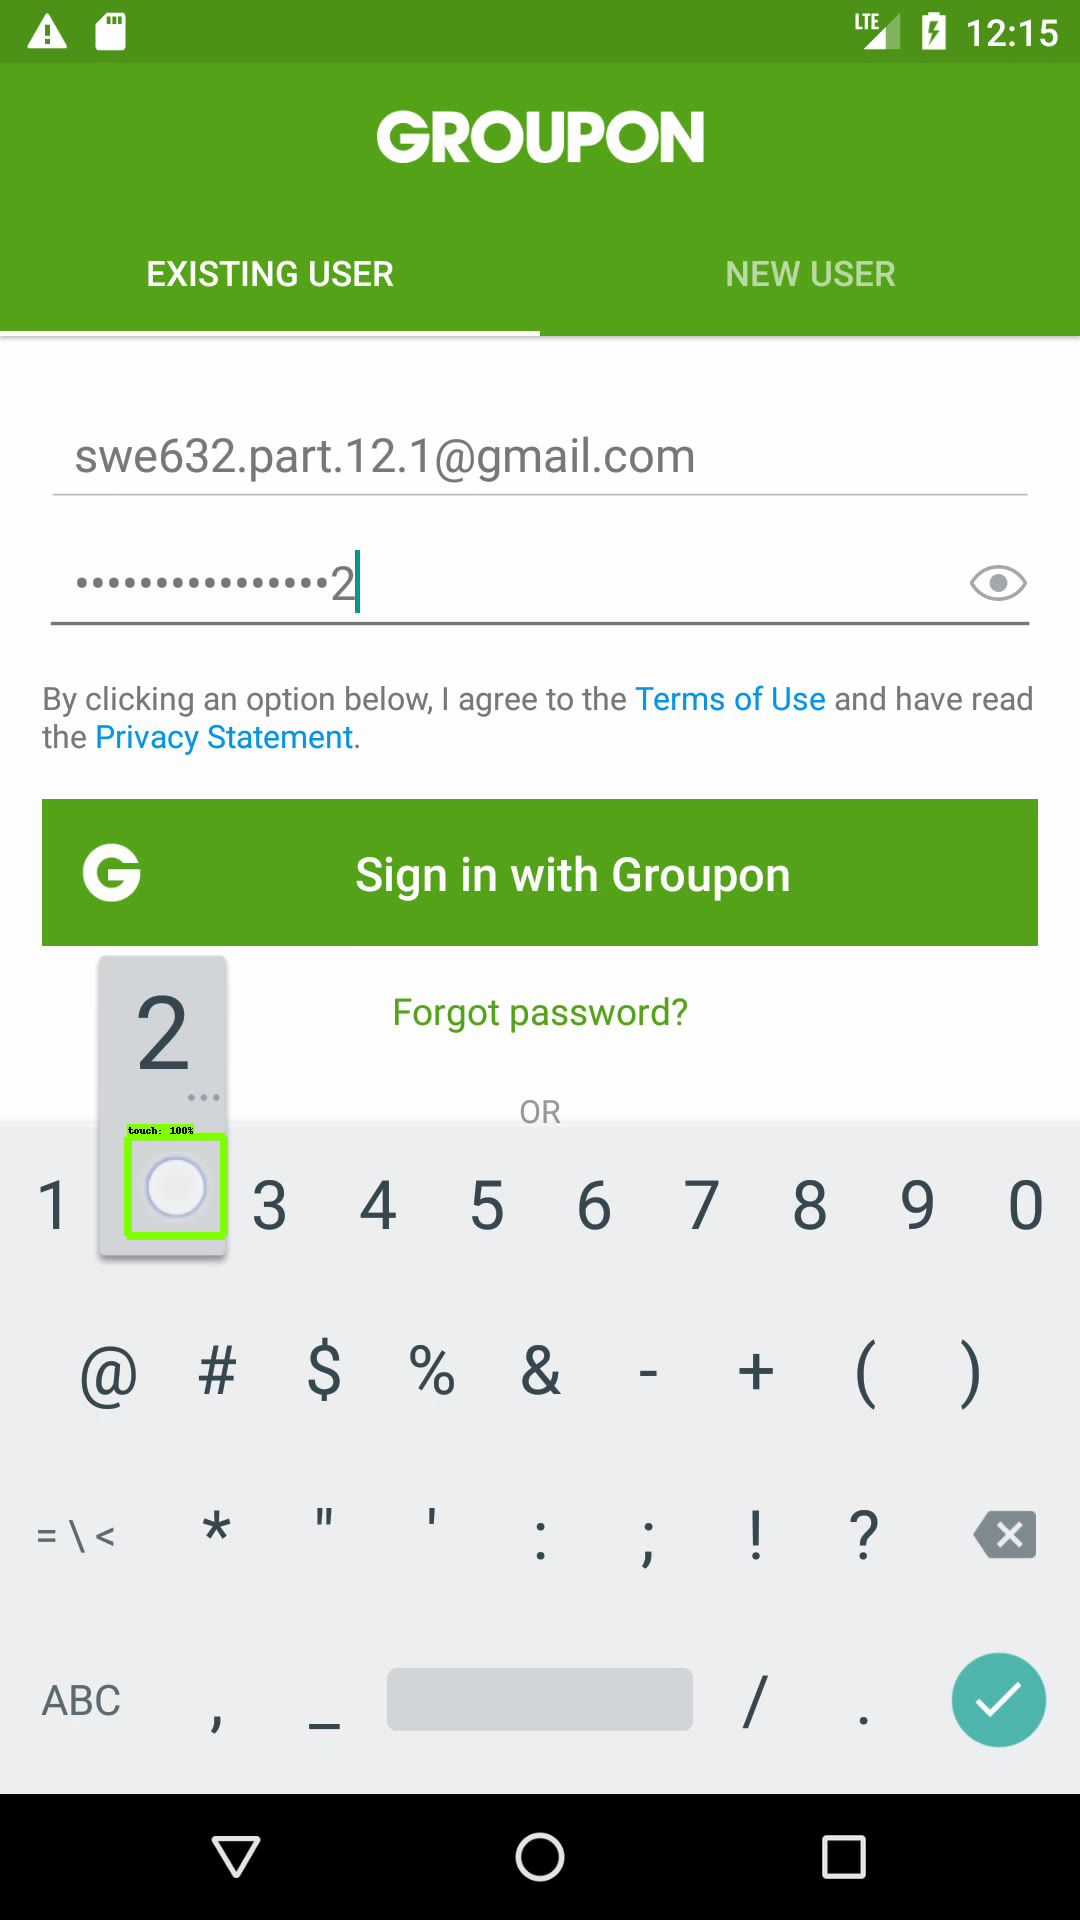 LTE 12:15
GROUPON
EXISTING USER NEW USER
swe632.part.12.1@gmail.com
••••••••••••••••2
By clicking an option below, I agree to the Terms of Use and have read
the Privacy Statement.
G Sign in with Groupon
2
...
Forgot password?
OR
touch: 100%
1 3 4 5 6 7 8 9 0
@ # $ % & - + ( )
= \ < * " ' : ; ! ?
ABC , _ / .